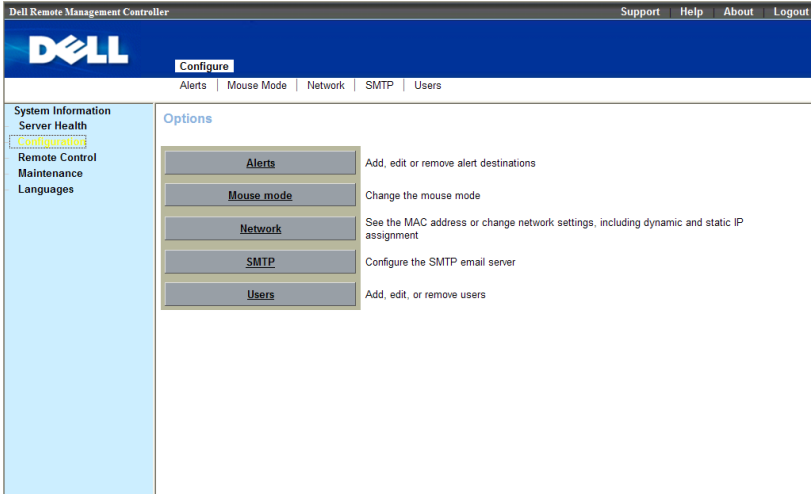 Dell Remote Management Controller
Support Help About Logout
DELL
Configure
Alerts Mouse Mode Network SMTP Users
System Information
Server Health
Configuration
Remote Control
Maintenance
Languages
Options
Alerts Add, edit or remove alert destinations
Mouse mode Change the mouse mode
Network See the MAC address or change network settings, including dynamic and static IP
assignment
SMTP Configure the SMTP email server
Users Add, edit, or remove users